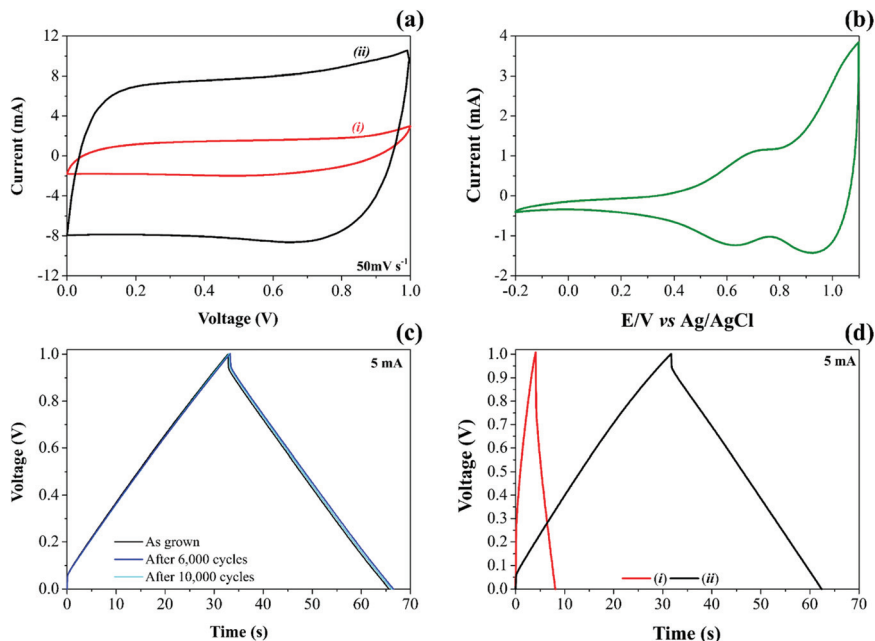 (a)
12
8
4
0
-4
-8
-12
Current (mA)
(ii)
(i)
50mV s⁻¹
0.0 0.2 0.4 0.6 0.8 1.0
Voltage (V)
(b)
4
3
2
1
0
-1
-2
Current (mA)
-0.2 0.0 0.2 0.4 0.6 0.8 1.0
E/V vs Ag/AgCl
(c)
1.0
0.8
0.6
0.4
0.2
0.0
Voltage (V)
5 mA
As grown
After 6,000 cycles
After 10,000 cycles
0 10 20 30 40 50 60 70
Time (s)
(d)
1.0
0.9
0.8
0.7
0.6
0.5
0.4
0.3
0.2
0.1
0.0
Voltage (V)
5 mA
(i) (ii)
0 10 20 30 40 50 60 70
Time (s)